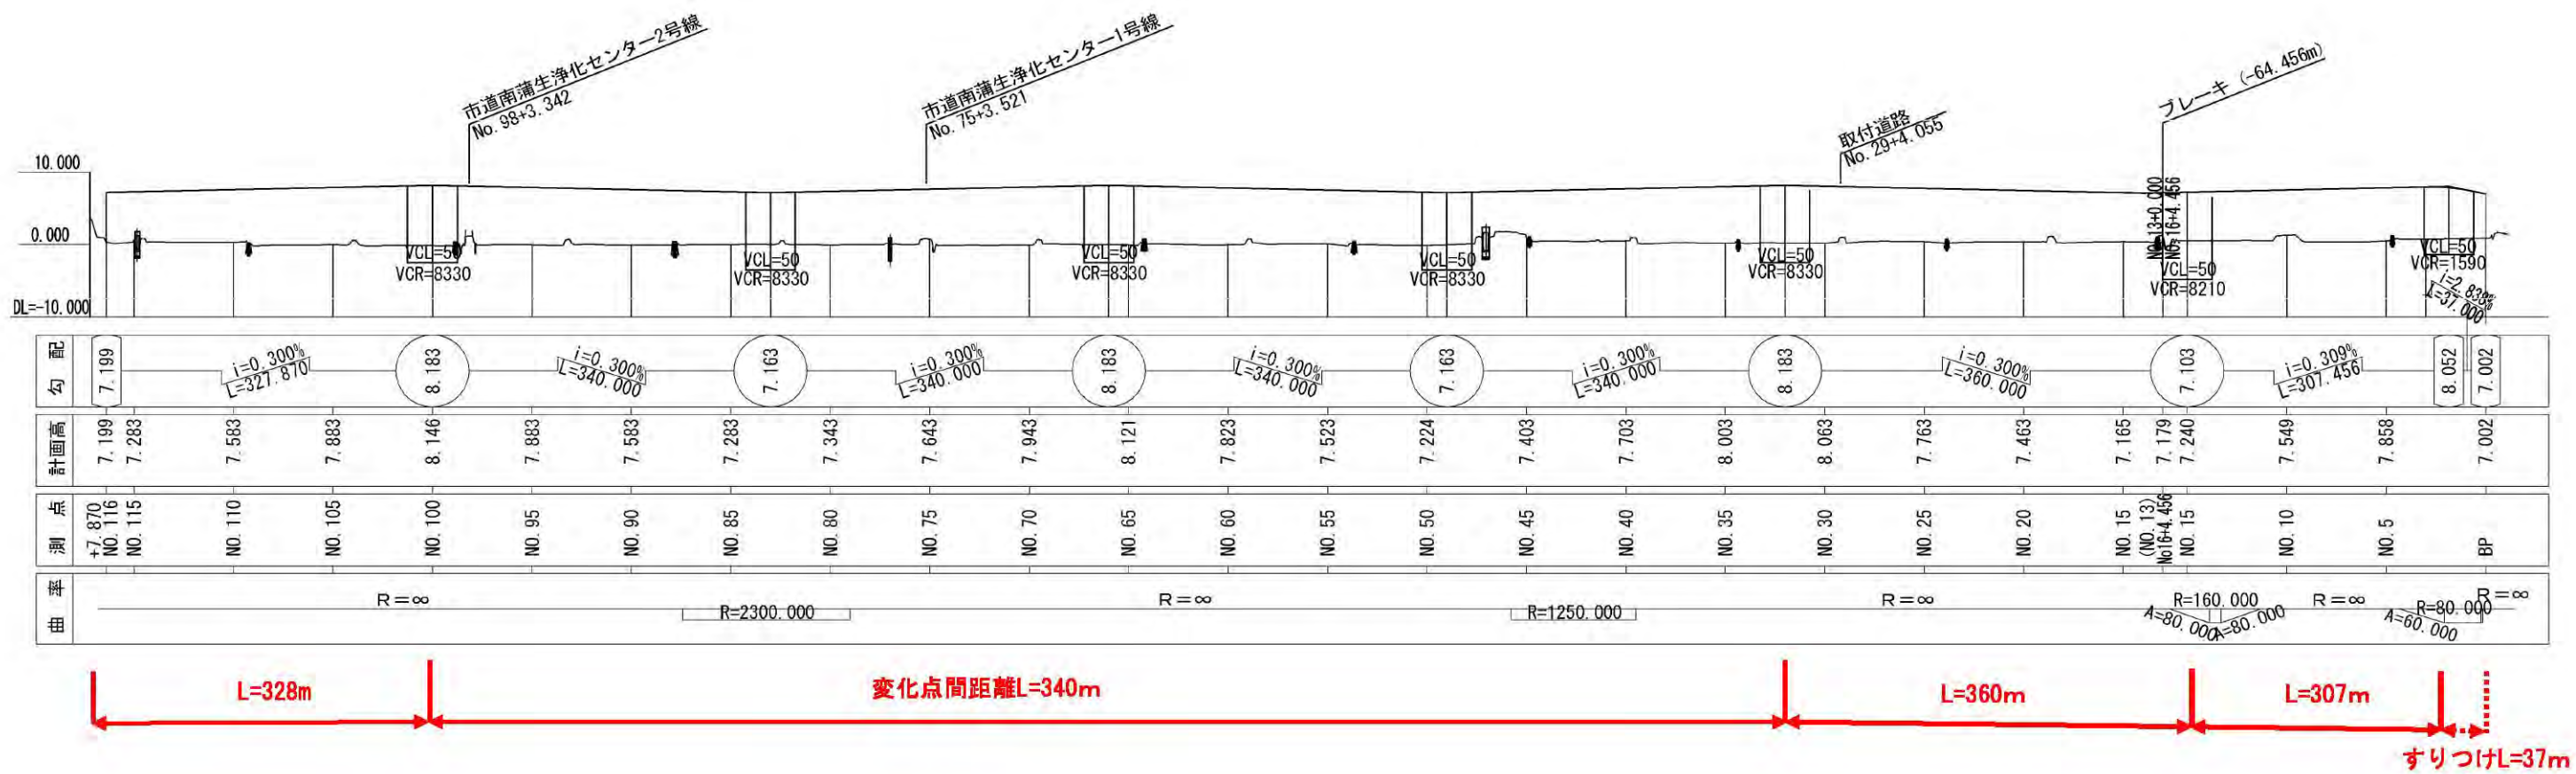 市道南蒲生浄化センター2号線
No. 98+3.342
市道南蒲生浄化センター1号線
No. 75+3.521
取付道路
No. 29+4.055
ブレーキ (-64.456m)
10.000
0.000
DL=-10.000
VCL=50
VCR=8330
VCL=50
VCR=8330
VCL=50
VCR=8330
VCL=50
VCR=8330
VCL=50
VCR=8330
NO.13+0.000
NO.16+4.456
VCL=50
VCR=8210
VCL=50
VCR=1590
i=2.838%
L=37.000
勾 配
7.199
i=0.300%
L=327.870
8.183
i=0.300%
L=340.000
7.163
i=0.300%
L=340.000
8.183
i=0.300%
L=340.000
7.163
i=0.300%
L=340.000
8.183
i=0.300%
L=360.000
7.103
i=0.309%
L=307.456
8.052
7.002
計画高
7.199
7.283
7.583
7.883
8.146
7.883
7.583
7.283
7.343
7.643
7.943
8.121
7.823
7.523
7.224
7.403
7.703
8.003
8.063
7.763
7.463
7.165
7.179
7.240
7.549
7.858
7.002
測 点
+7.870
NO.116
NO.115
NO.110
NO.105
NO.100
NO.95
NO.90
NO.85
NO.80
NO.75
NO.70
NO.65
NO.60
NO.55
NO.50
NO.45
NO.40
NO.35
NO.30
NO.25
NO.20
NO.15
(NO.13)
No16+4.456
NO.15
NO.10
NO.5
BP
曲 率
R=∞
R=2300.000
R=∞
R=1250.000
R=∞
A=80.000
R=160.000
A=80.000
R=∞
A=60.000
R=80.000
R=∞
L=328m
変化点間距離L=340m
L=360m
L=307m
すりつけL=37m